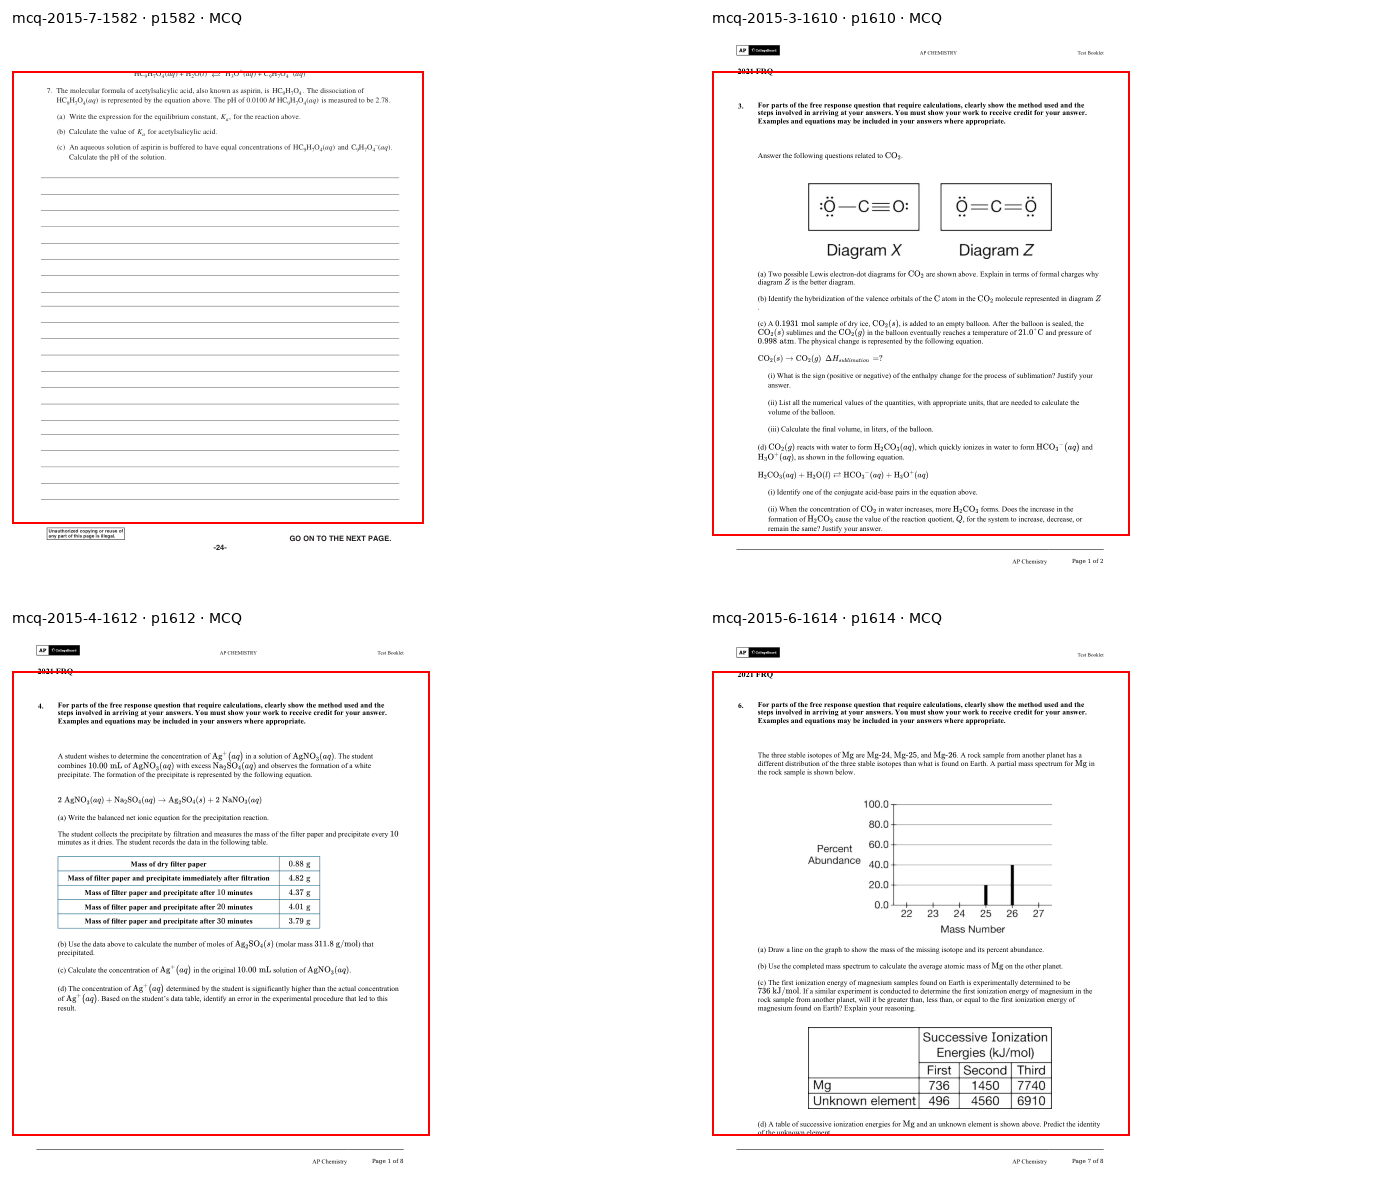 mcq-2015-7-1582 · p1582 · MCQ
HC₉H₇O₄(aq) + H₂O(l) ⇄ H₃O⁺(aq) + C₉H₇O₄⁻(aq)
7. The molecular formula of acetylsalicylic acid, also known as aspirin, is HC₉H₇O₄. The dissociation of
HC₉H₇O₄(aq) is represented by the equation above. The pH of 0.0100 M HC₉H₇O₄(aq) is measured to be 2.78.
(a) Write the expression for the equilibrium constant, Kₐ, for the reaction above.
(b) Calculate the value of Kₐ for acetylsalicylic acid.
(c) An aqueous solution of aspirin is buffered to have equal concentrations of HC₉H₇O₄(aq) and C₉H₇O₄⁻(aq).
Calculate the pH of the solution.
Unauthorized copying or reuse of
any part of this page is illegal.
GO ON TO THE NEXT PAGE.
-24-
mcq-2015-3-1610 · p1610 · MCQ
AP CollegeBoard
AP CHEMISTRY
Test Booklet
2021 FRQ
3. For parts of the free response question that require calculations, clearly show the method used and the
steps involved in arriving at your answers. You must show your work to receive credit for your answer.
Examples and equations may be included in your answers where appropriate.
Answer the following questions related to CO₂.
:Ö—C≡O:
Ö=C=Ö
Diagram X
Diagram Z
(a) Two possible Lewis electron-dot diagrams for CO₂ are shown above. Explain in terms of formal charges why
diagram Z is the better diagram.
(b) Identify the hybridization of the valence orbitals of the C atom in the CO₂ molecule represented in diagram Z
.
(c) A 0.1931 mol sample of dry ice, CO₂(s), is added to an empty balloon. After the balloon is sealed, the
CO₂(s) sublimes and the CO₂(g) in the balloon eventually reaches a temperature of 21.0°C and pressure of
0.998 atm. The physical change is represented by the following equation.
CO₂(s) → CO₂(g) ΔH_sublimation =?
(i) What is the sign (positive or negative) of the enthalpy change for the process of sublimation? Justify your
answer.
(ii) List all the numerical values of the quantities, with appropriate units, that are needed to calculate the
volume of the balloon.
(iii) Calculate the final volume, in liters, of the balloon.
(d) CO₂(g) reacts with water to form H₂CO₃(aq), which quickly ionizes in water to form HCO₃⁻(aq) and
H₃O⁺(aq), as shown in the following equation.
H₂CO₃(aq) + H₂O(l) ⇄ HCO₃⁻(aq) + H₃O⁺(aq)
(i) Identify one of the conjugate acid-base pairs in the equation above.
(ii) When the concentration of CO₂ in water increases, more H₂CO₃ forms. Does the increase in the
formation of H₂CO₃ cause the value of the reaction quotient, Q, for the system to increase, decrease, or
remain the same? Justify your answer.
AP Chemistry
Page 1 of 2
mcq-2015-4-1612 · p1612 · MCQ
AP CollegeBoard
AP CHEMISTRY
Test Booklet
2021 FRQ
4. For parts of the free response question that require calculations, clearly show the method used and the
steps involved in arriving at your answers. You must show your work to receive credit for your answer.
Examples and equations may be included in your answers where appropriate.
A student wishes to determine the concentration of Ag⁺(aq) in a solution of AgNO₃(aq). The student
combines 10.00 mL of AgNO₃(aq) with excess Na₂SO₄(aq) and observes the formation of a white
precipitate. The formation of the precipitate is represented by the following equation.
2 AgNO₃(aq) + Na₂SO₄(aq) → Ag₂SO₄(s) + 2 NaNO₃(aq)
(a) Write the balanced net ionic equation for the precipitation reaction.
The student collects the precipitate by filtration and measures the mass of the filter paper and precipitate every 10
minutes as it dries. The student records the data in the following table.
Mass of dry filter paper 0.88 g
Mass of filter paper and precipitate immediately after filtration 4.82 g
Mass of filter paper and precipitate after 10 minutes 4.37 g
Mass of filter paper and precipitate after 20 minutes 4.01 g
Mass of filter paper and precipitate after 30 minutes 3.79 g
(b) Use the data above to calculate the number of moles of Ag₂SO₄(s) (molar mass 311.8 g/mol) that
precipitated.
(c) Calculate the concentration of Ag⁺(aq) in the original 10.00 mL solution of AgNO₃(aq).
(d) The concentration of Ag⁺(aq) determined by the student is significantly higher than the actual concentration
of Ag⁺(aq). Based on the student's data table, identify an error in the experimental procedure that led to this
result.
AP Chemistry
Page 1 of 8
mcq-2015-6-1614 · p1614 · MCQ
AP CollegeBoard
Test Booklet
2021 FRQ
6. For parts of the free response question that require calculations, clearly show the method used and the
steps involved in arriving at your answers. You must show your work to receive credit for your answer.
Examples and equations may be included in your answers where appropriate.
The three stable isotopes of Mg are Mg-24, Mg-25, and Mg-26. A rock sample from another planet has a
different distribution of the three stable isotopes than what is found on Earth. A partial mass spectrum for Mg in
the rock sample is shown below.
100.0
80.0
60.0
40.0
20.0
0.0
Percent
Abundance
22 23 24 25 26 27
Mass Number
(a) Draw a line on the graph to show the mass of the missing isotope and its percent abundance.
(b) Use the completed mass spectrum to calculate the average atomic mass of Mg on the other planet.
(c) The first ionization energy of magnesium samples found on Earth is experimentally determined to be
736 kJ/mol. If a similar experiment is conducted to determine the first ionization energy of magnesium in the
rock sample from another planet, will it be greater than, less than, or equal to the first ionization energy of
magnesium found on Earth? Explain your reasoning.
Successive Ionization
Energies (kJ/mol)
First Second Third
Mg 736 1450 7740
Unknown element 496 4560 6910
(d) A table of successive ionization energies for Mg and an unknown element is shown above. Predict the identity
of the unknown element.
AP Chemistry
Page 7 of 8